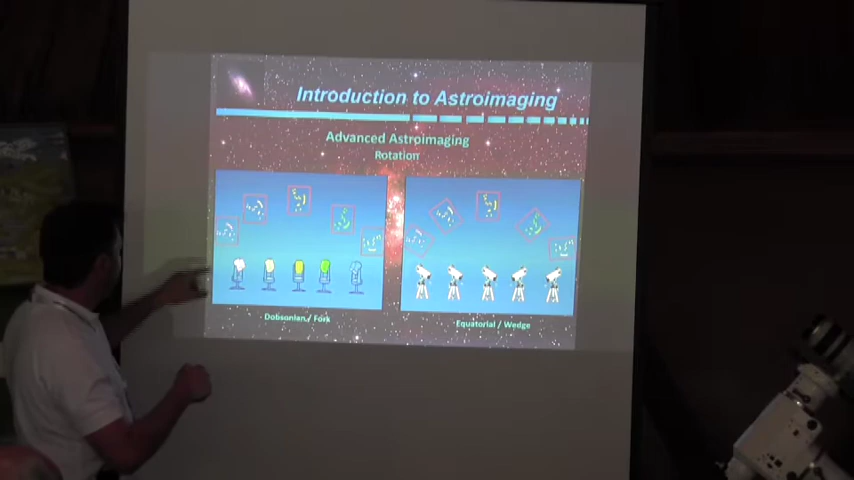 Introduction to Astroimaging
Advanced Astroimaging
Rotation
Dobsonian / Fork
Equatorial / Wedge